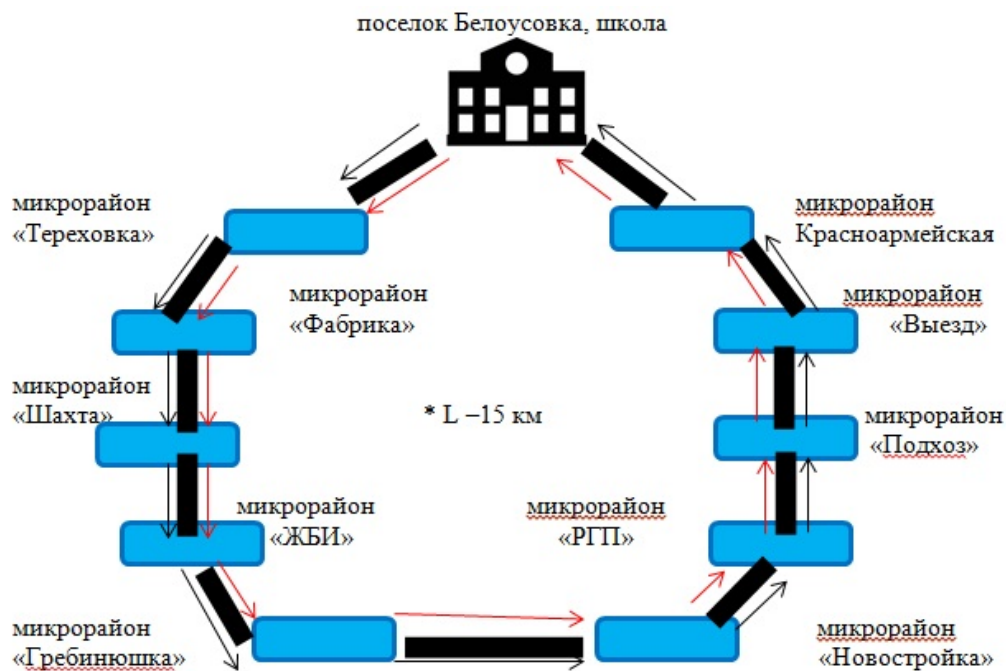 поселок Белоусовка, школа
микрорайон
«Тереховка»
микрорайон
Красноармейская
микрорайон
«Фабрика»
микрорайон
«Выезд»
микрорайон
«Шахта»
* L –15 км
микрорайон
«Подхоз»
микрорайон
«ЖБИ»
микрорайон
«РГП»
микрорайон
«Гребинюшка»
микрорайон
«Новостройка»